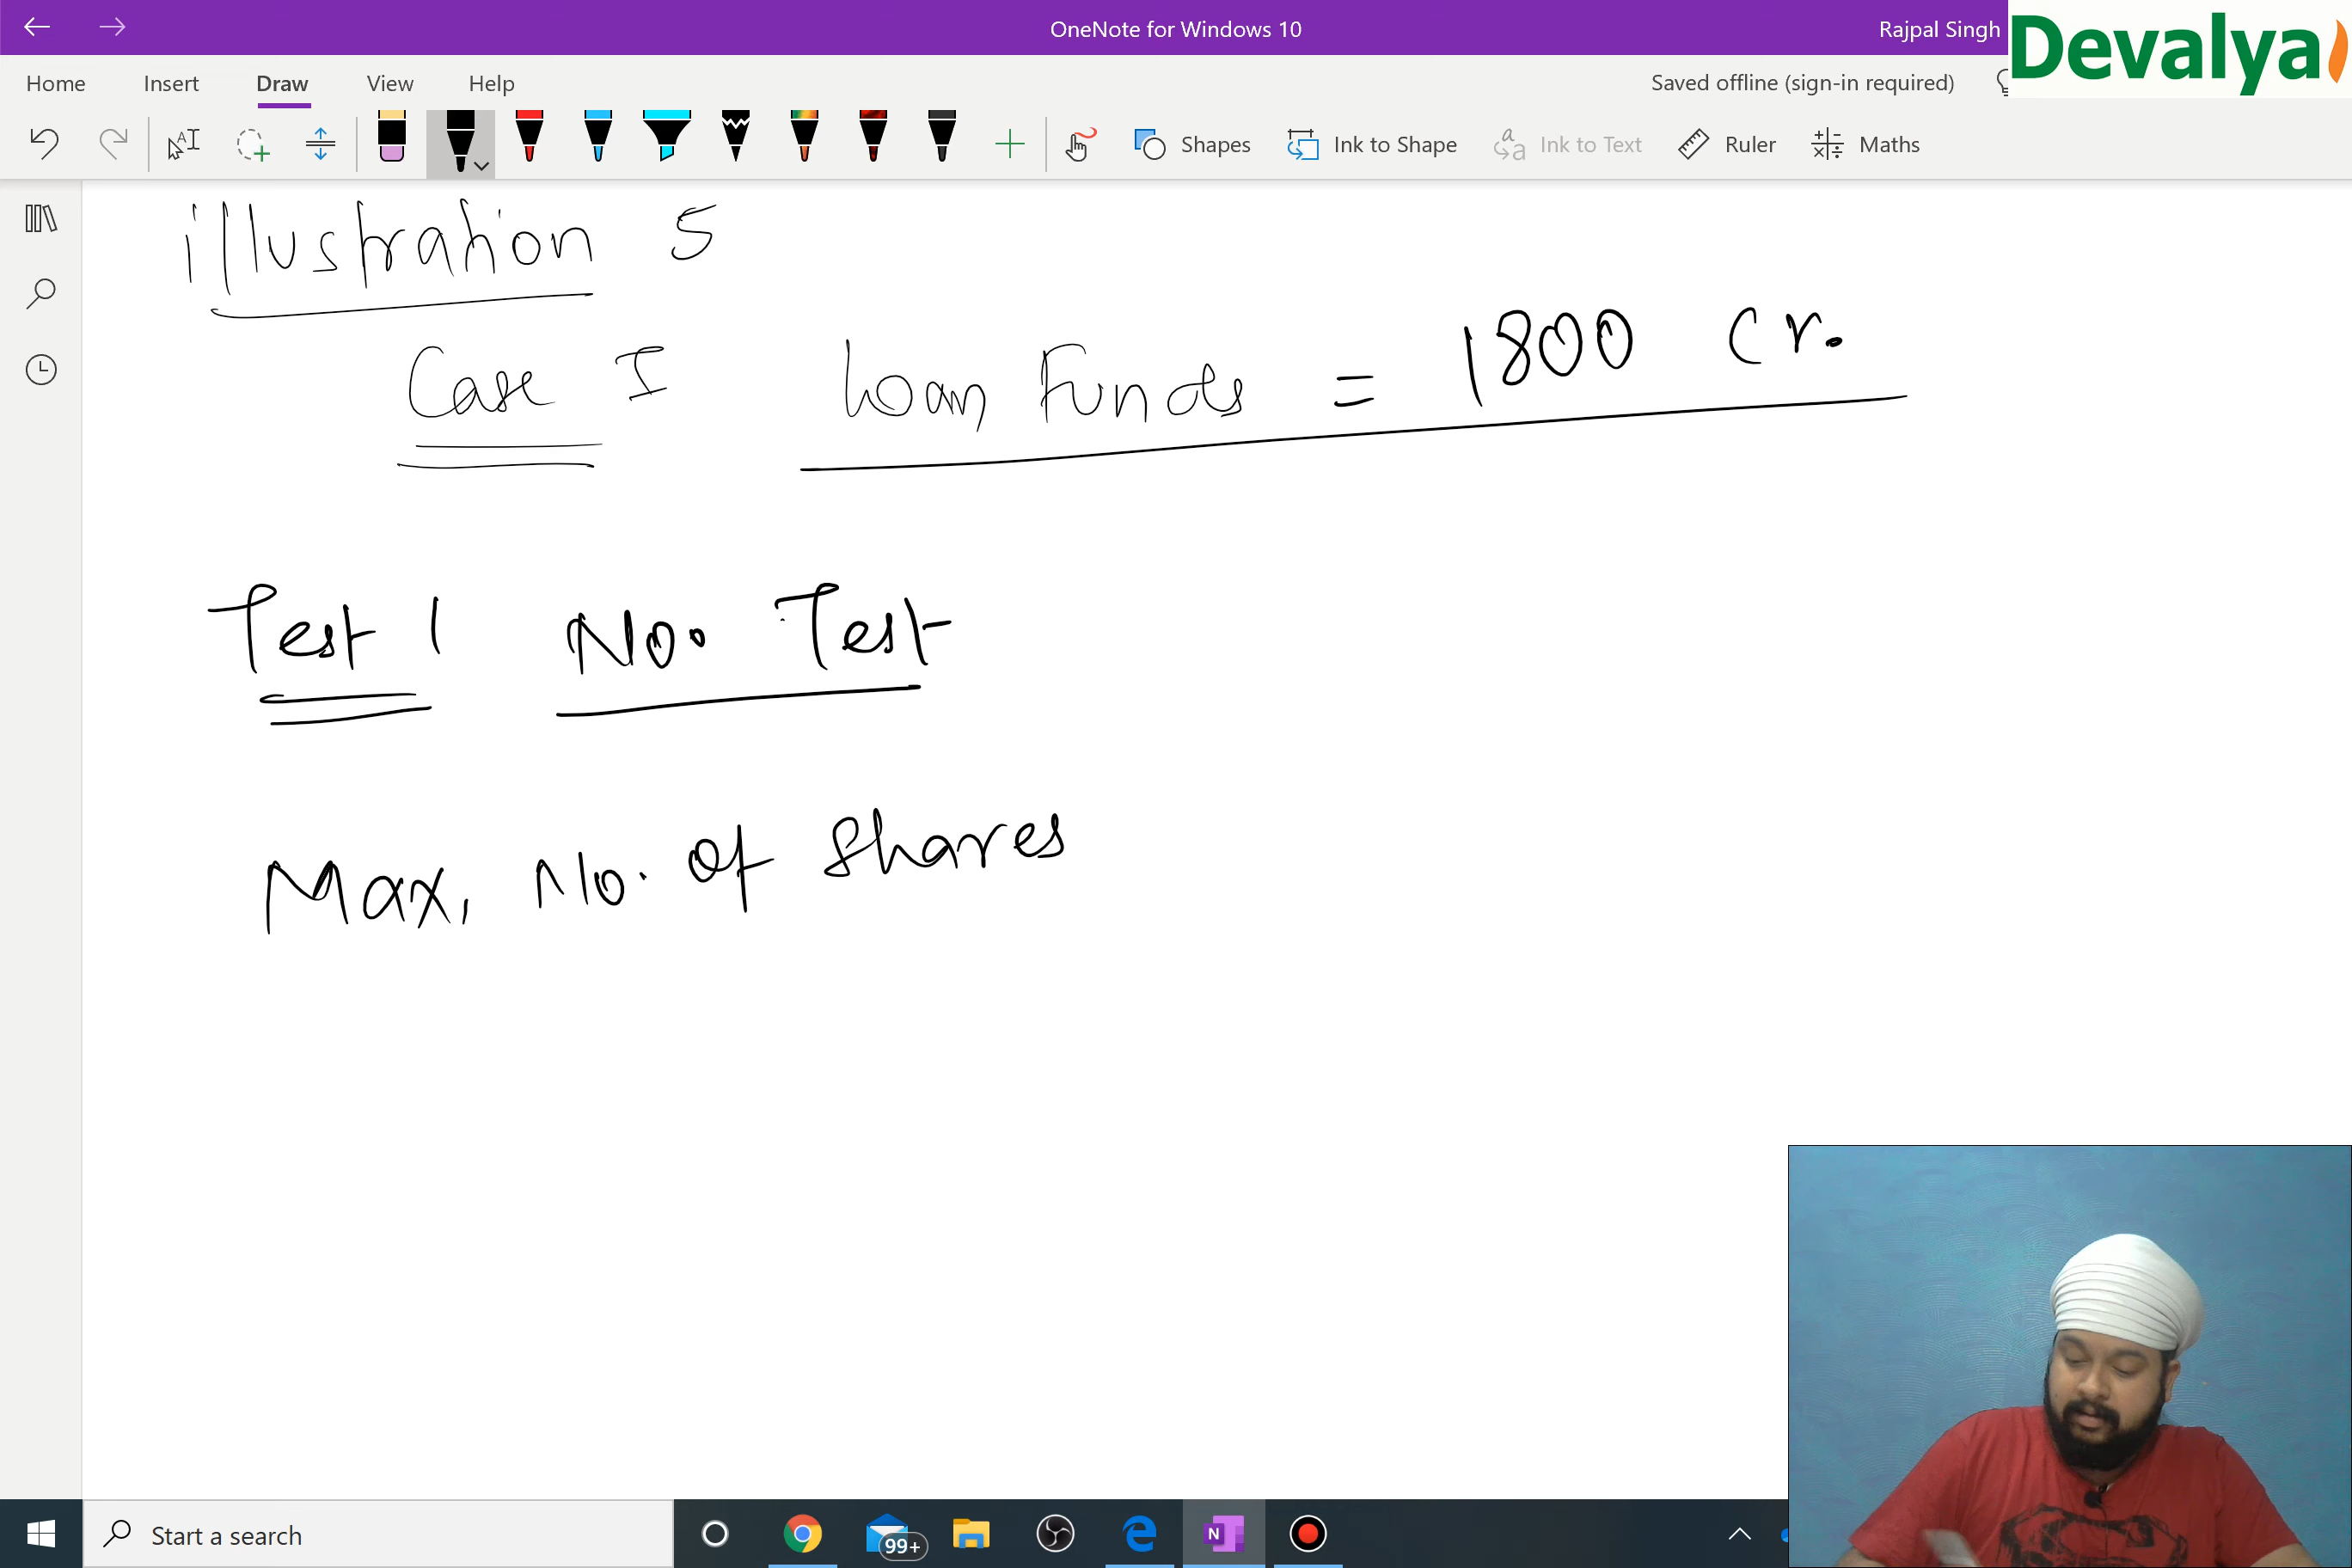 OneNote for Windows 10
Rajpal Singh
Devalya
Home Insert Draw View Help
Saved offline (sign-in required)
Shapes Ink to Shape Ink to Text Ruler Maths
illustration 5
Case I Loan Funds = 1800 Cr.
Test 1 No. Test
Max. No. of Shares
Start a search
99+